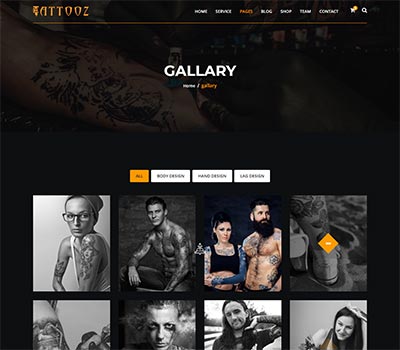 TATTOOZ
HOME SERVICE PAGES BLOG SHOP TEAM CONTACT
GALLARY
Home / gallary
ALL BODY DESIGN HAND DESIGN LAG DESIGN